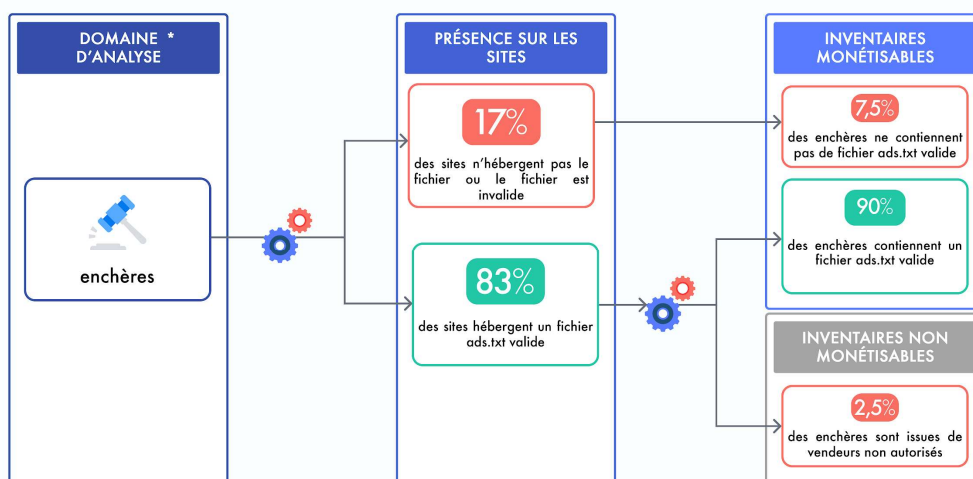 DOMAINE *
D'ANALYSE
enchères
PRÉSENCE SUR LES
SITES
17%
des sites n'hébergent pas le
fichier ou le fichier est
invalide
83%
des sites hébergent un fichier
ads.txt valide
INVENTAIRES
MONÉTISABLES
7,5%
des enchères ne contiennent
pas de fichier ads.txt valide
90%
des enchères contiennent un
fichier ads.txt valide
INVENTAIRES NON
MONÉTISABLES
2,5%
des enchères sont issues de
vendeurs non autorisés